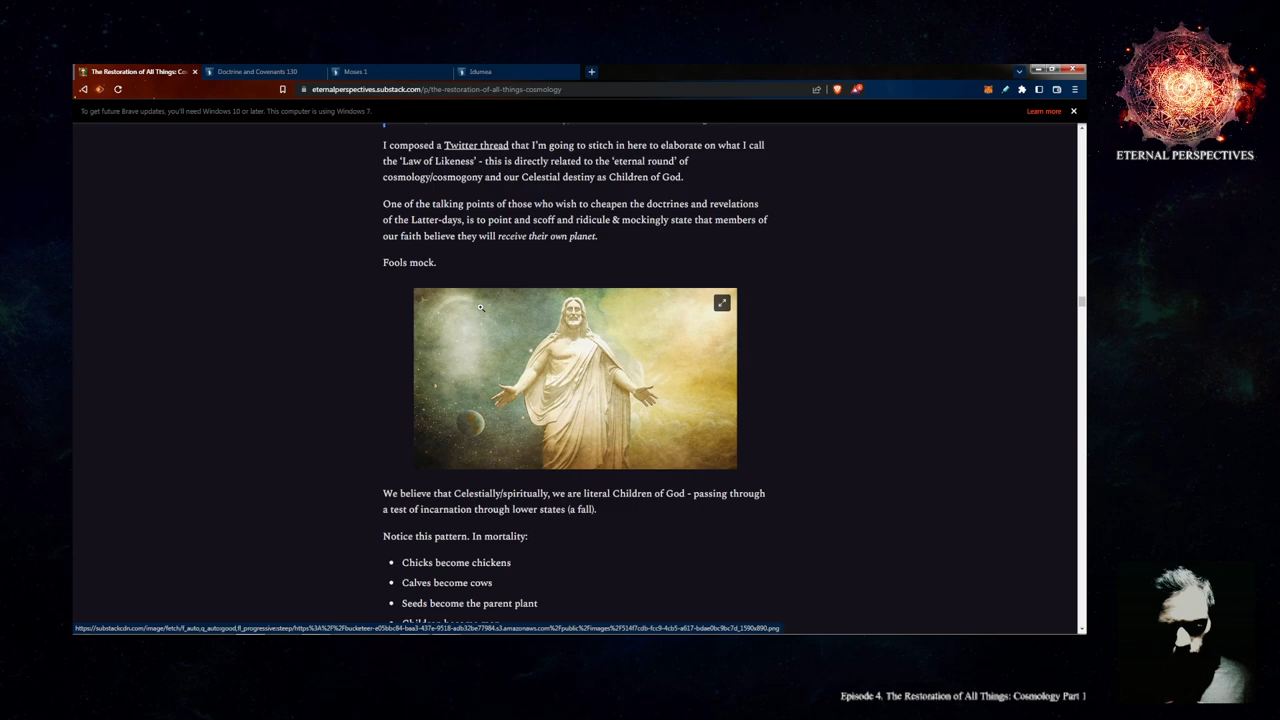 The Restoration of All Things: Co
Doctrine and Covenants 130
Moses 1
Idumea
eternalperspectives.substack.com/p/the-restoration-of-all-things-cosmology
To get future Brave updates, you'll need Windows 10 or later. This computer is using Windows 7.
Learn more
I composed a Twitter thread that I'm going to stitch in here to elaborate on what I call
the 'Law of Likeness' - this is directly related to the 'eternal round' of
cosmology/cosmogony and our Celestial destiny as Children of God.
One of the talking points of those who wish to cheapen the doctrines and revelations
of the Latter-days, is to point and scoff and ridicule & mockingly state that members of
our faith believe they will receive their own planet.
Fools mock.
We believe that Celestially/spiritually, we are literal Children of God - passing through
a test of incarnation through lower states (a fall).
Notice this pattern. In mortality:
• Chicks become chickens
• Calves become cows
• Seeds become the parent plant
ETERNAL PERSPECTIVES
Episode 4. The Restoration of All Things: Cosmology Part 1